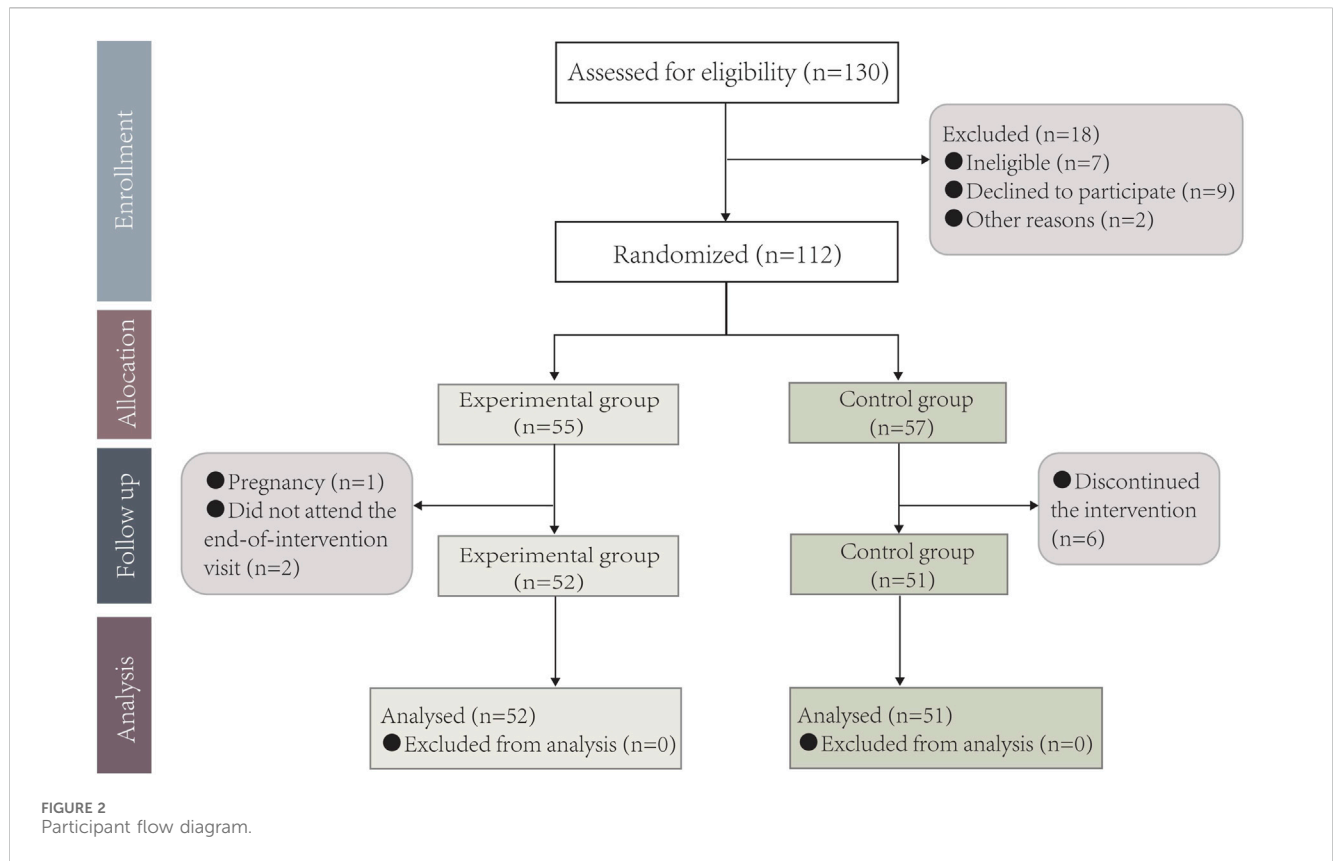 Enrollment
Assessed for eligibility (n=130)
Excluded (n=18)
●Ineligible (n=7)
●Declined to participate (n=9)
●Other reasons (n=2)
Randomized (n=112)
Allocation
Experimental group
(n=55)
Control group
(n=57)
Follow up
●Pregnancy (n=1)
●Did not attend the
end-of-intervention
visit (n=2)
●Discontinued
the intervention
(n=6)
Experimental group
(n=52)
Control group
(n=51)
Analysis
Analysed (n=52)
●Excluded from analysis (n=0)
Analysed (n=51)
●Excluded from analysis (n=0)
FIGURE 2
Participant flow diagram.